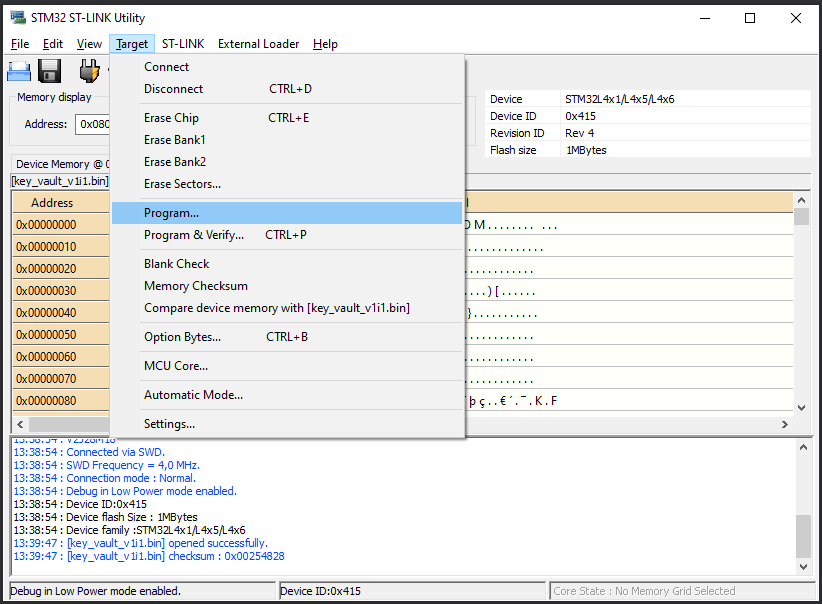 STM32 ST-LINK Utility
File Edit View Target ST-LINK External Loader Help
Memory display
Address: 0x080
Connect
Disconnect CTRL+D
Erase Chip CTRL+E
Erase Bank1
Erase Bank2
Erase Sectors...
Program...
Program & Verify... CTRL+P
Blank Check
Memory Checksum
Compare device memory with [key_vault_v1i1.bin]
Option Bytes... CTRL+B
MCU Core...
Automatic Mode...
Settings...
Device STM32L4x1/L4x5/L4x6
Device ID 0x415
Revision ID Rev 4
Flash size 1MBytes
Device Memory @
[key_vault_v1i1.bin]
Address
0x00000000
0x00000010
0x00000020
0x00000030
0x00000040
0x00000050
0x00000060
0x00000070
0x00000080
M........ ...
.............
............
....)[......
}...........
............
............
............
þç..€´.¯.K.F
13:38:54 : V2J28M18
13:38:54 : Connected via SWD.
13:38:54 : SWD Frequency = 4,0 MHz.
13:38:54 : Connection mode : Normal.
13:38:54 : Debug in Low Power mode enabled.
13:38:54 : Device ID:0x415
13:38:54 : Device flash Size : 1MBytes
13:38:54 : Device family :STM32L4x1/L4x5/L4x6
13:39:47 : [key_vault_v1i1.bin] opened successfully.
13:39:47 : [key_vault_v1i1.bin] checksum : 0x00254828
Debug in Low Power mode enabled.
Device ID:0x415
Core State : No Memory Grid Selected